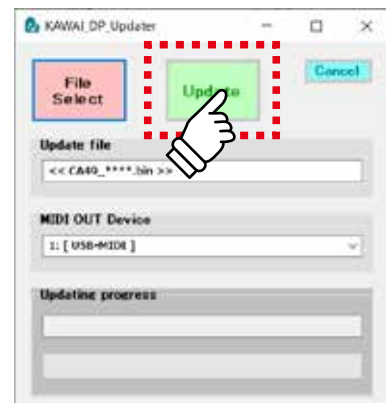 KAWAI_DP_Updater
File
Select
Update
Cancel
Update file
<< CA49_****.bin >>
MIDI OUT Device
1: [ USB-MIDI ]
Updating progress